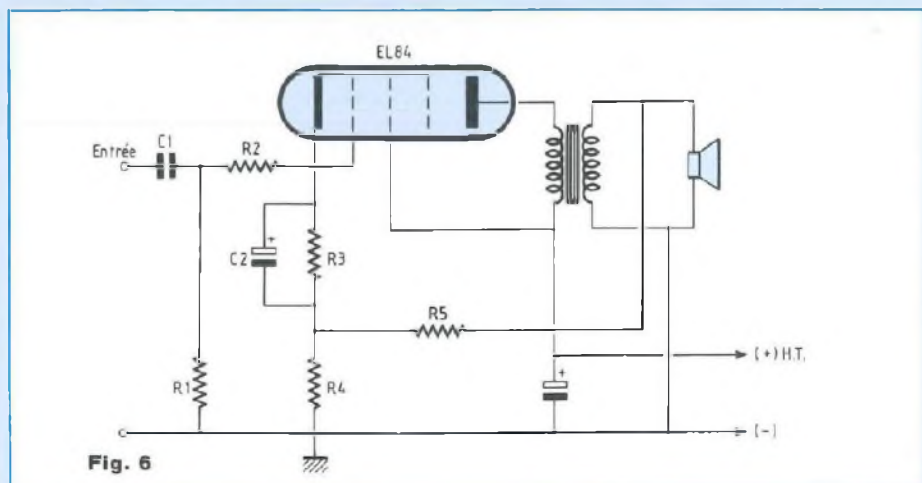 EL84
C1
Entrée
R2
C2
R3
R5
R1
R4
(+) H.T.
(-)
Fig. 6